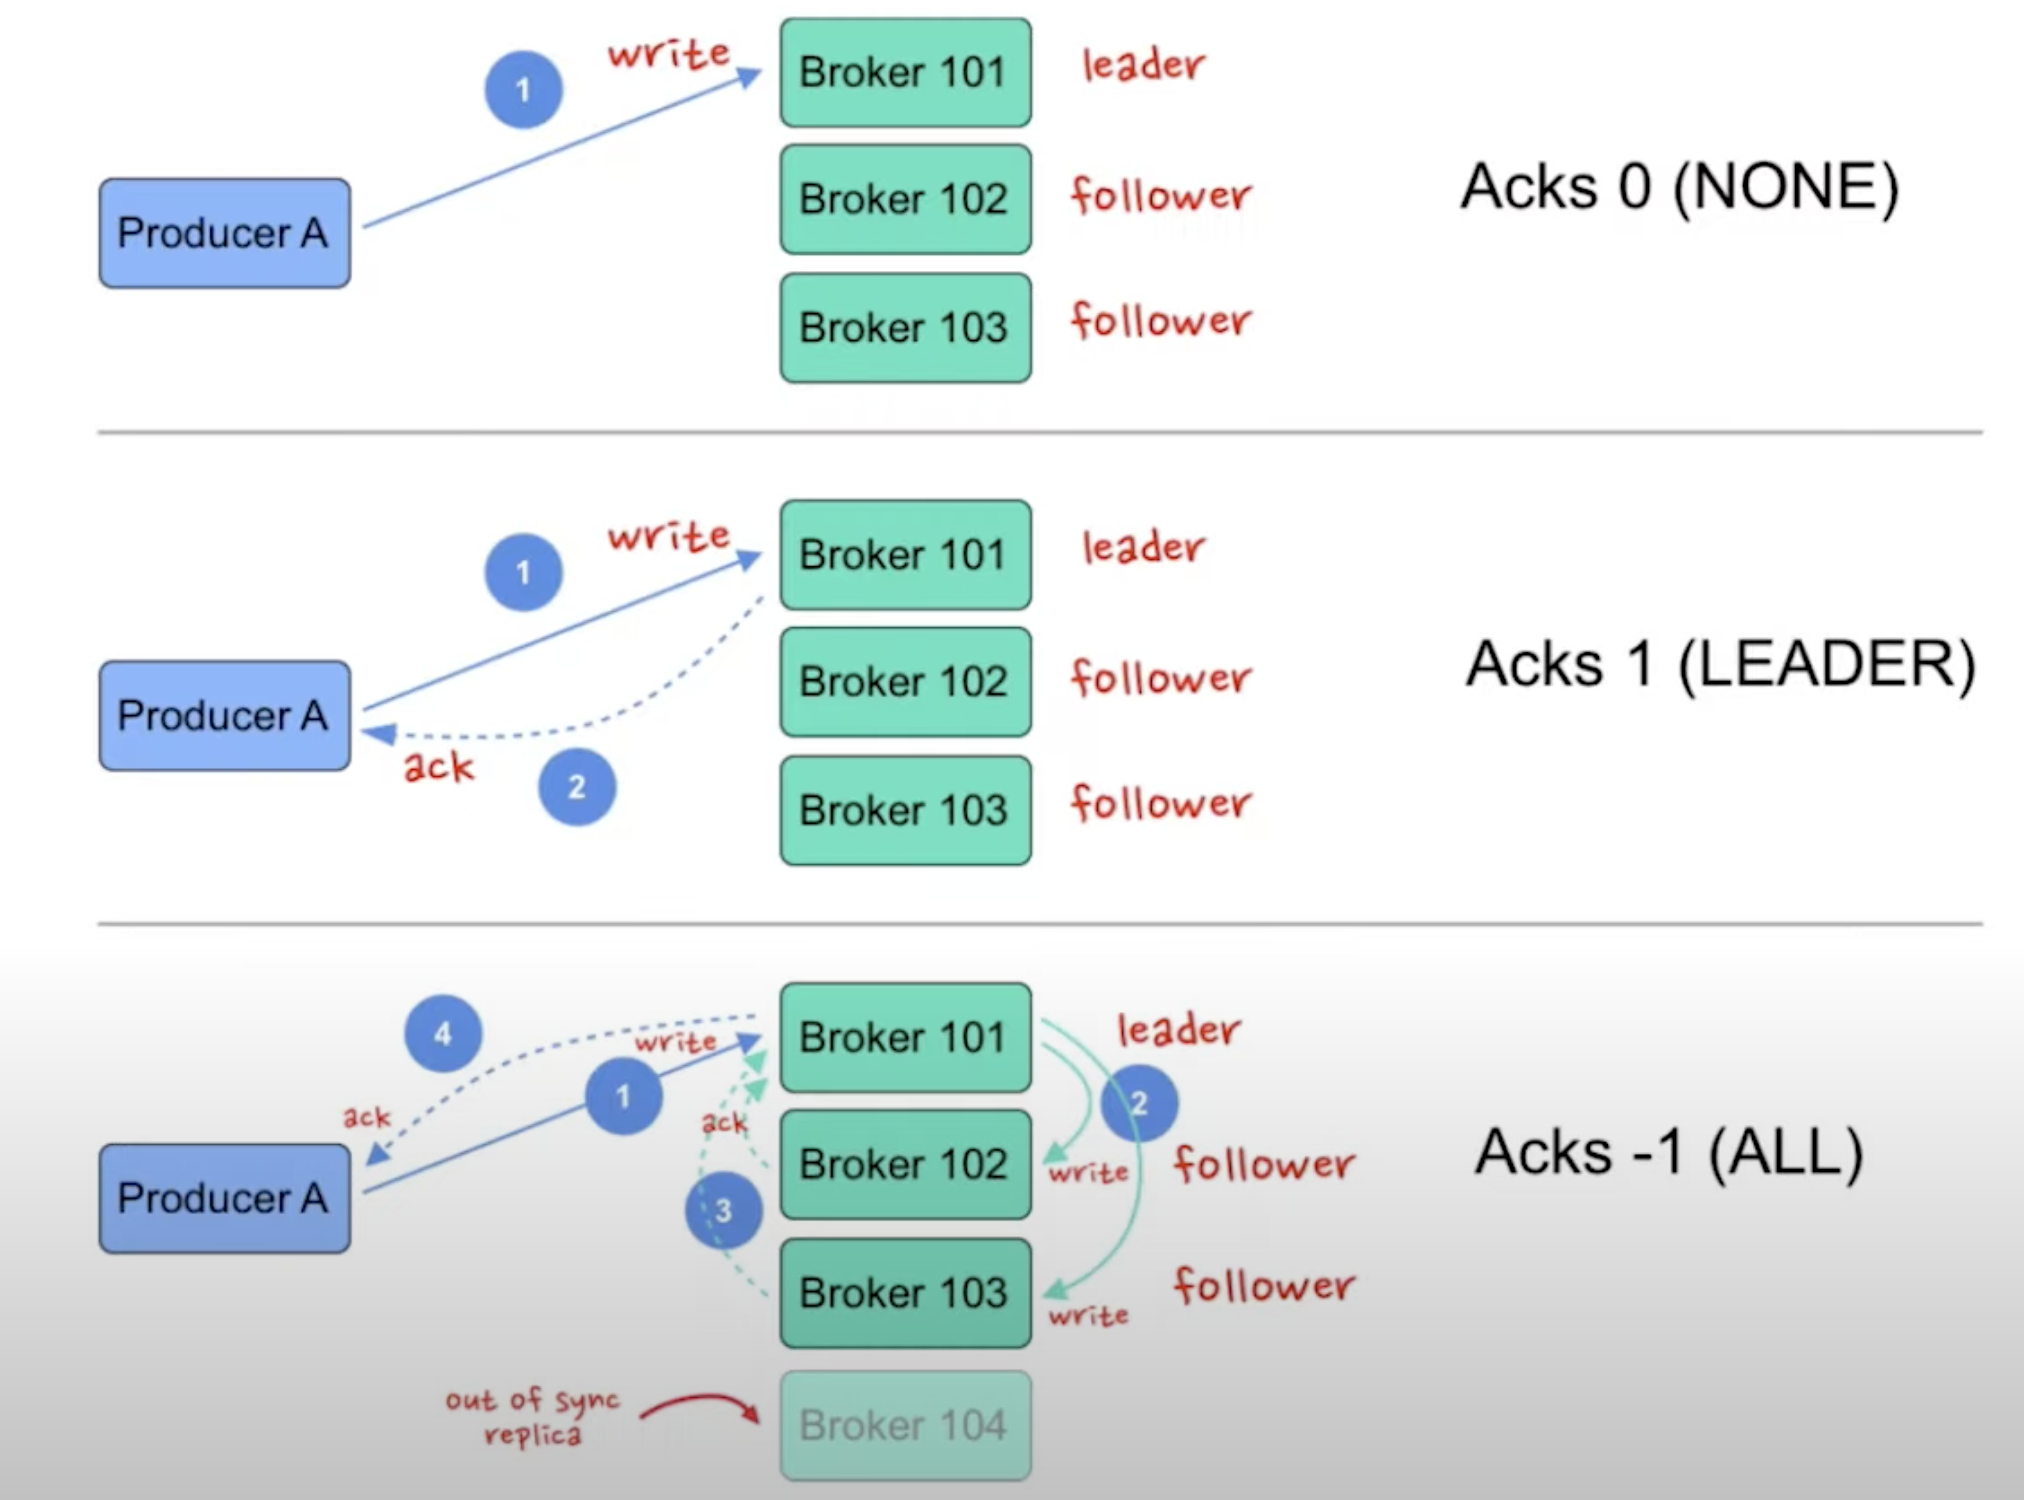 1
write
Broker 101
leader
Producer A
Broker 102
follower
Acks 0 (NONE)
Broker 103
follower
1
write
Broker 101
leader
Producer A
Broker 102
follower
Acks 1 (LEADER)
ack
2
Broker 103
follower
4
write
Broker 101
leader
1
2
ack
ack
Producer A
Broker 102
write
follower
Acks -1 (ALL)
3
Broker 103
write
follower
out of sync
replica
Broker 104